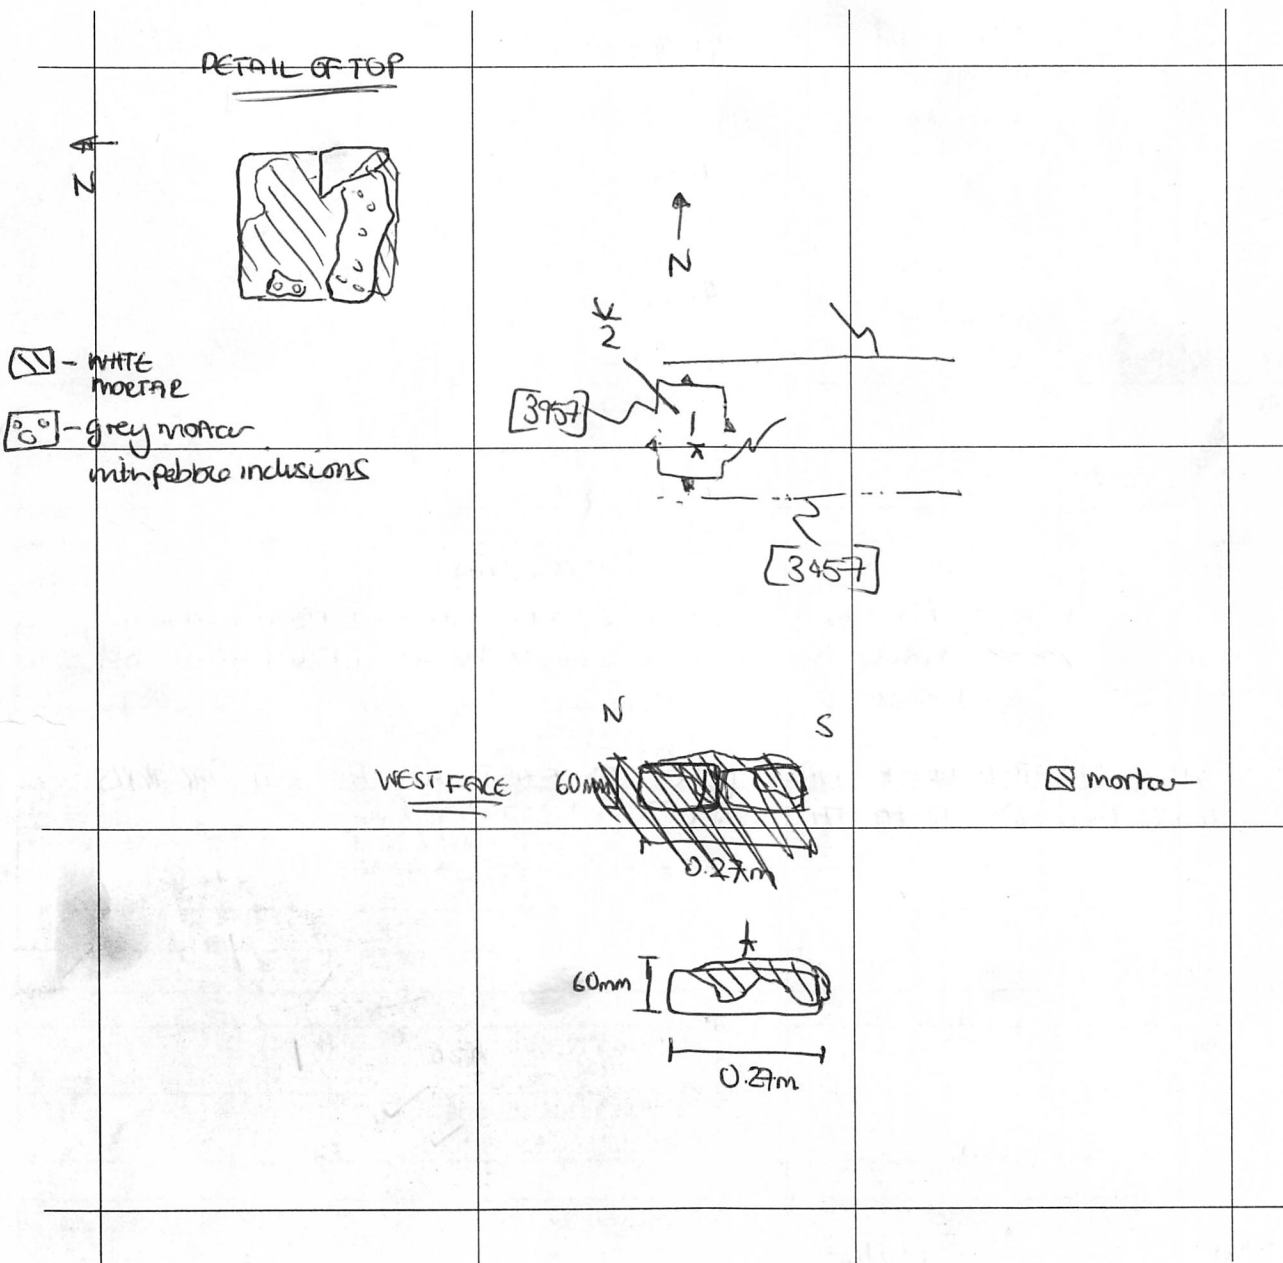 DETAIL OF TOP
N
N
2
WHITE
MORTAR
[3957]
grey mortar
with pebble inclusions
[3457]
N
S
WEST FACE
60mm
mortar
0.27m
60mm
0.27m